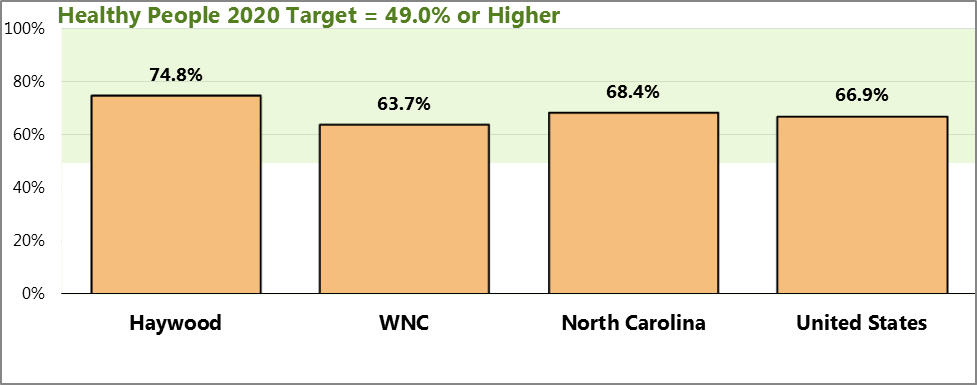 Healthy People 2020 Target = 49.0% or Higher
100%
80%
60%
40%
20%
0%
74.8%
63.7%
68.4%
66.9%
Haywood
WNC
North Carolina
United States